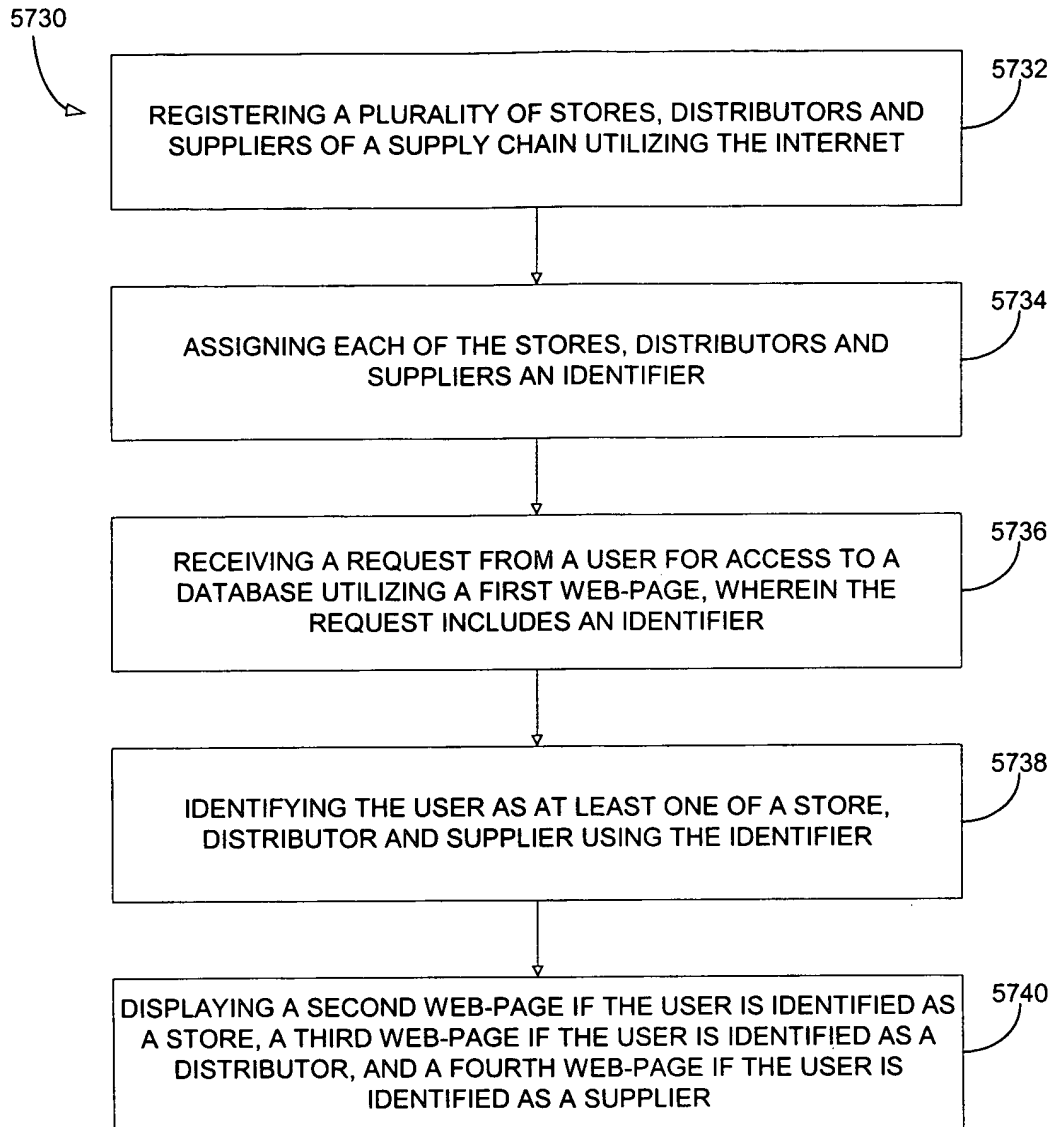 5730
5732
REGISTERING A PLURALITY OF STORES, DISTRIBUTORS AND
SUPPLIERS OF A SUPPLY CHAIN UTILIZING THE INTERNET
5734
ASSIGNING EACH OF THE STORES, DISTRIBUTORS AND
SUPPLIERS AN IDENTIFIER
5736
RECEIVING A REQUEST FROM A USER FOR ACCESS TO A
DATABASE UTILIZING A FIRST WEB-PAGE, WHEREIN THE
REQUEST INCLUDES AN IDENTIFIER
5738
IDENTIFYING THE USER AS AT LEAST ONE OF A STORE,
DISTRIBUTOR AND SUPPLIER USING THE IDENTIFIER
5740
DISPLAYING A SECOND WEB-PAGE IF THE USER IS IDENTIFIED AS
A STORE, A THIRD WEB-PAGE IF THE USER IS IDENTIFIED AS A
DISTRIBUTOR, AND A FOURTH WEB-PAGE IF THE USER IS
IDENTIFIED AS A SUPPLIER